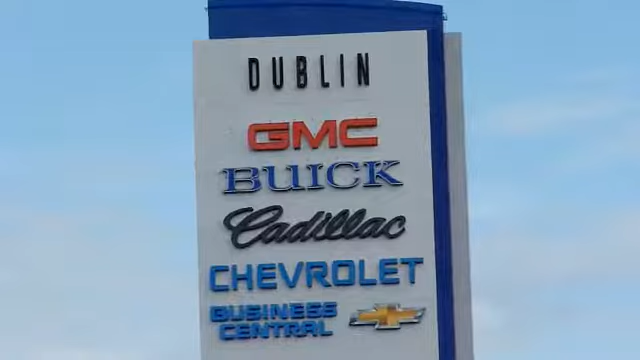 DUBLIN
GMC
BUICK
Cadillac
CHEVROLET
BUSINESS
CENTRAL